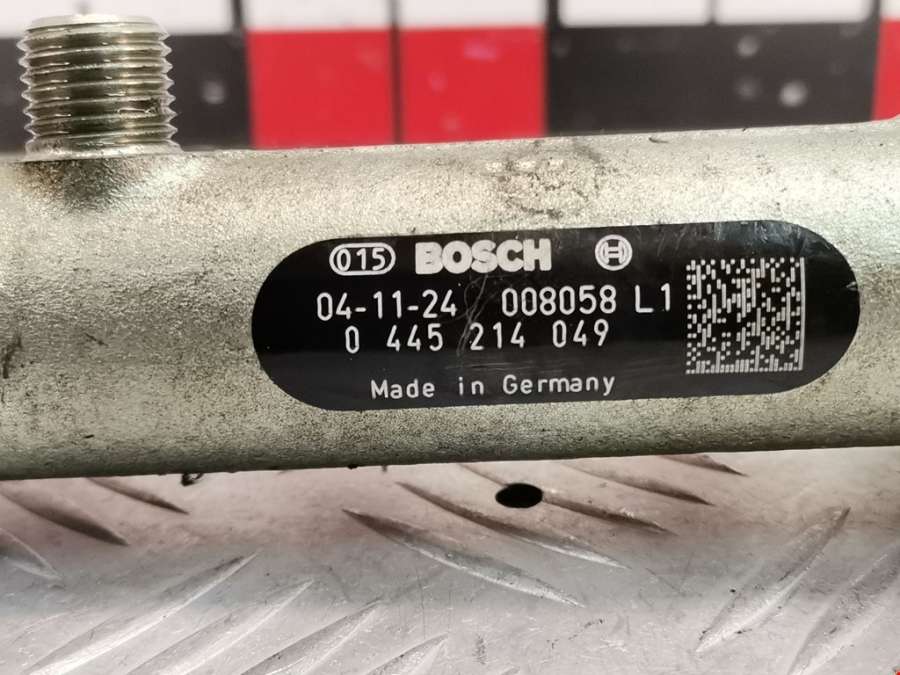 015 BOSCH
04-11-24 008058 L1
0 445 214 049
Made in Germany